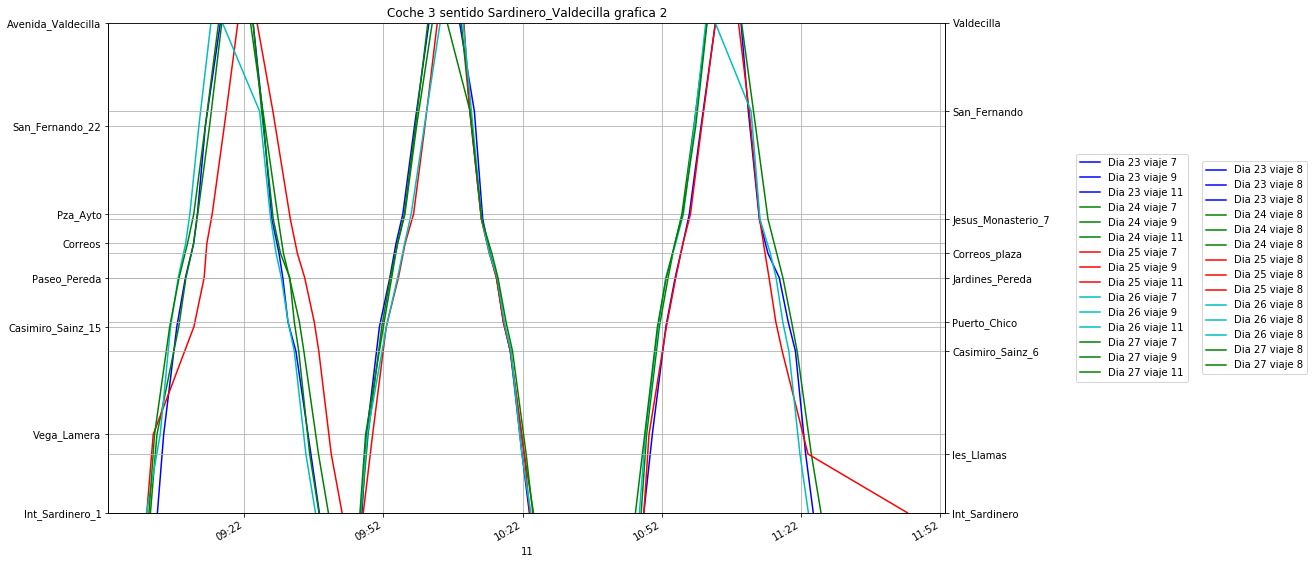 Coche 3 sentido Sardinero_Valdecilla grafica 2
Avenida_Valdecilla
San_Fernando_22
Pza_Ayto
Correos
Paseo_Pereda
Casimiro_Sainz_15
Vega_Lamera
Int_Sardinero_1
Valdecilla
San_Fernando
Jesus_Monasterio_7
Correos_plaza
Jardines_Pereda
Puerto_Chico
Casimiro_Sainz_6
Ies_Llamas
Int_Sardinero
09:22
09:52
10:22
10:52
11:22
11:52
11
Dia 23 viaje 7
Dia 23 viaje 9
Dia 23 viaje 11
Dia 24 viaje 7
Dia 24 viaje 9
Dia 24 viaje 11
Dia 25 viaje 7
Dia 25 viaje 9
Dia 25 viaje 11
Dia 26 viaje 7
Dia 26 viaje 9
Dia 26 viaje 11
Dia 27 viaje 7
Dia 27 viaje 9
Dia 27 viaje 11
Dia 23 viaje 8
Dia 23 viaje 8
Dia 23 viaje 8
Dia 24 viaje 8
Dia 24 viaje 8
Dia 24 viaje 8
Dia 25 viaje 8
Dia 25 viaje 8
Dia 25 viaje 8
Dia 26 viaje 8
Dia 26 viaje 8
Dia 26 viaje 8
Dia 27 viaje 8
Dia 27 viaje 8